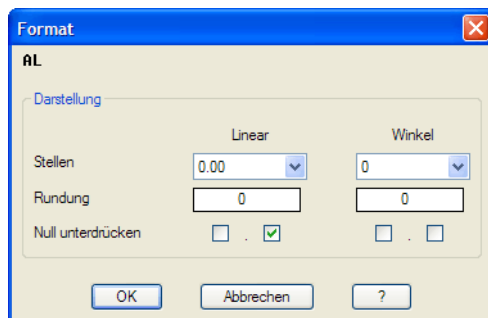 Format
AL
Darstellung
Linear Winkel
Stellen 0.00 0
Rundung 0 0
Null unterdrücken . .
OK Abbrechen ?